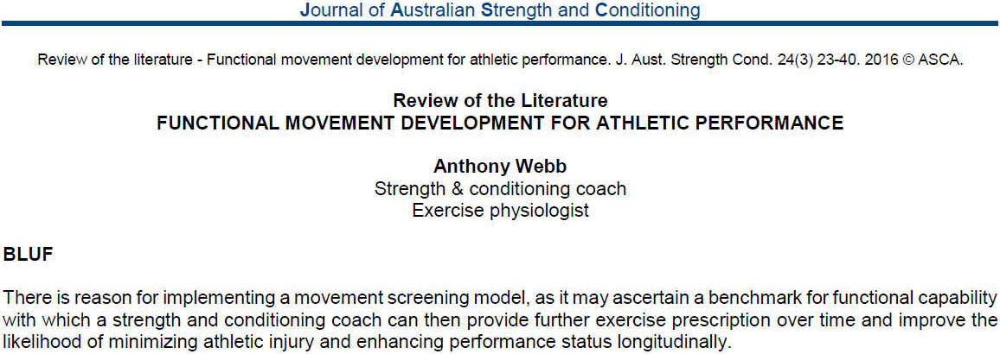 Journal of Australian Strength and Conditioning
Review of the literature - Functional movement development for athletic performance. J. Aust. Strength Cond. 24(3) 23-40. 2016 © ASCA.
Review of the Literature
FUNCTIONAL MOVEMENT DEVELOPMENT FOR ATHLETIC PERFORMANCE
Anthony Webb
Strength & conditioning coach
Exercise physiologist
BLUF
There is reason for implementing a movement screening model, as it may ascertain a benchmark for functional capability
with which a strength and conditioning coach can then provide further exercise prescription over time and improve the
likelihood of minimizing athletic injury and enhancing performance status longitudinally.